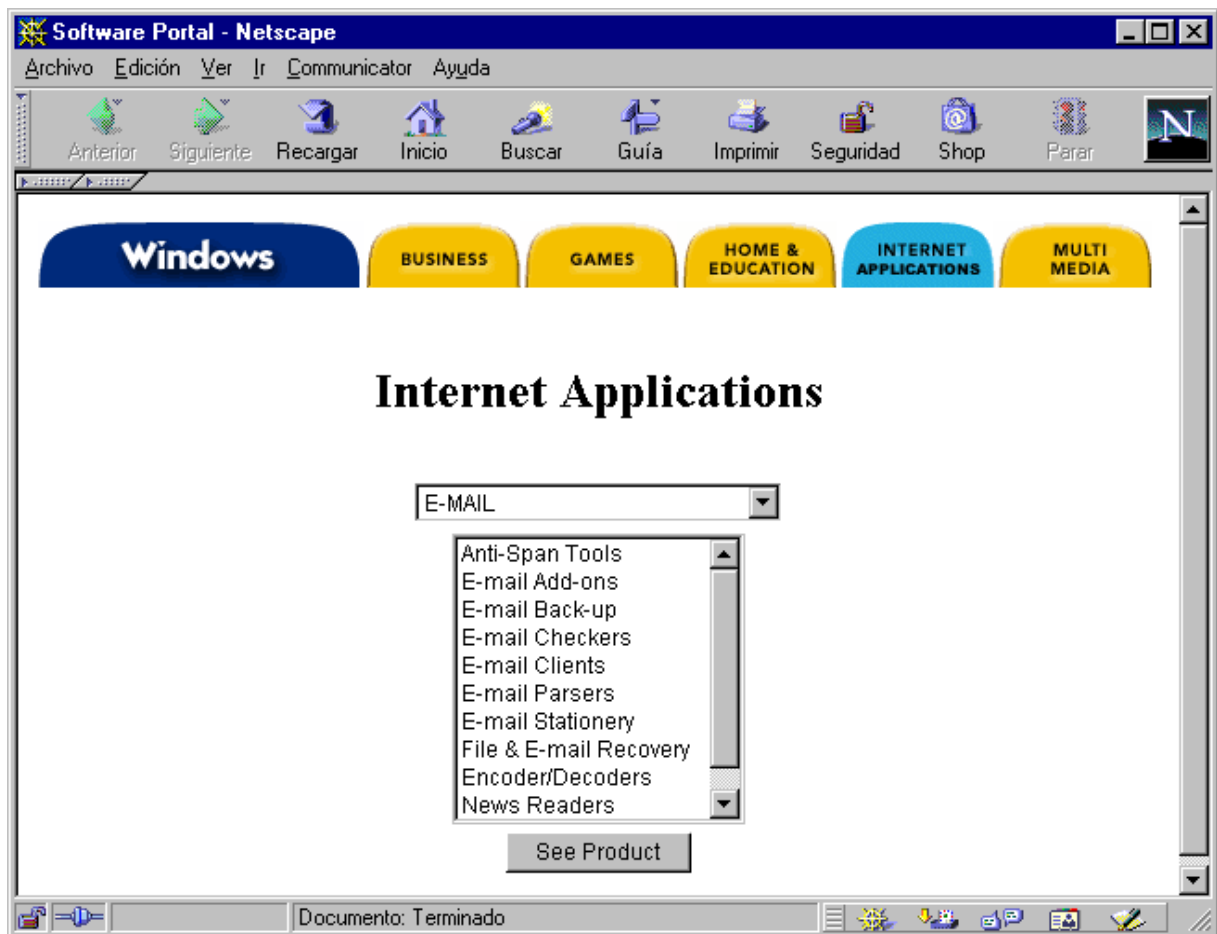 Software Portal - Netscape
Archivo Edición Ver Ir Communicator Ayuda
Anterior Siguiente Recargar Inicio Buscar Guía Imprimir Seguridad Shop Parar N
Windows BUSINESS GAMES HOME & EDUCATION INTERNET APPLICATIONS MULTI MEDIA
Internet Applications
E-MAIL
Anti-Span Tools
E-mail Add-ons
E-mail Back-up
E-mail Checkers
E-mail Clients
E-mail Parsers
E-mail Stationery
File & E-mail Recovery
Encoder/Decoders
News Readers
See Product
Documento: Terminado